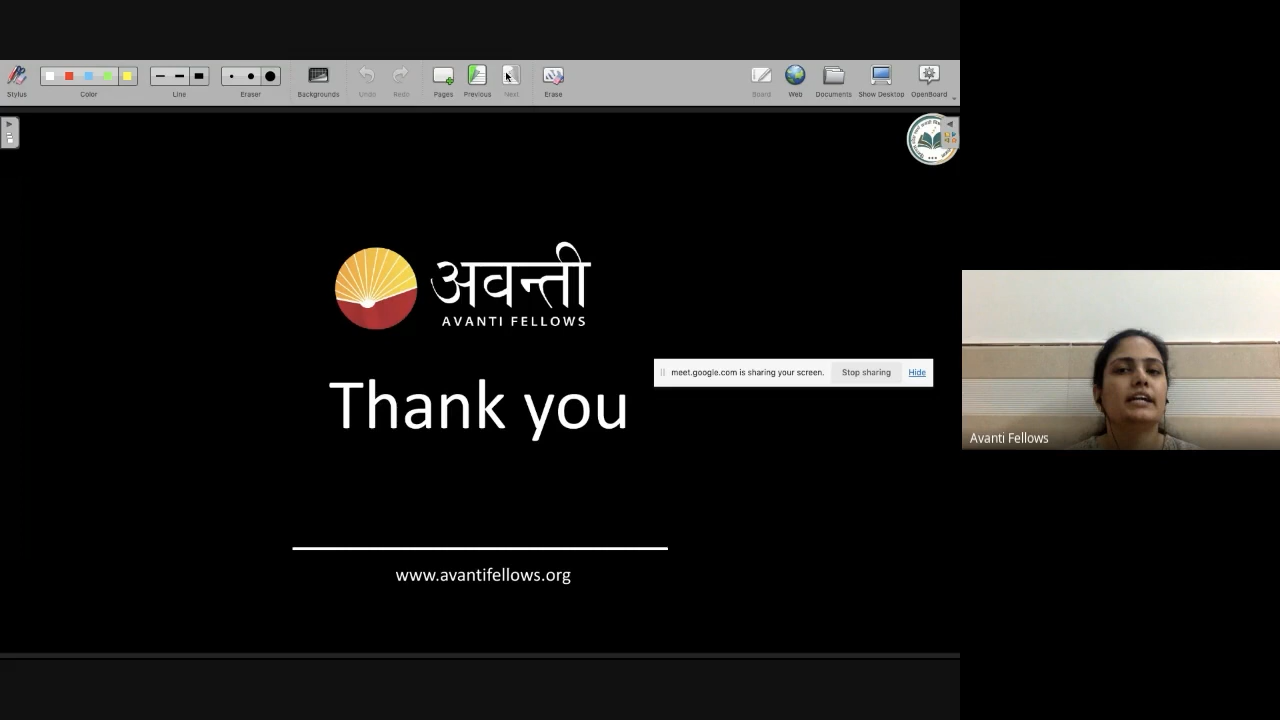 Stylus
Color
Line
Eraser
Backgrounds
Undo
Redo
Pages
Previous
Next
Erase
Board
Web
Documents
Show Desktop
OpenBoard
अवन्ती
AVANTI FELLOWS
meet.google.com is sharing your screen.
Stop sharing
Hide
Thank you
Avanti Fellows
www.avantifellows.org